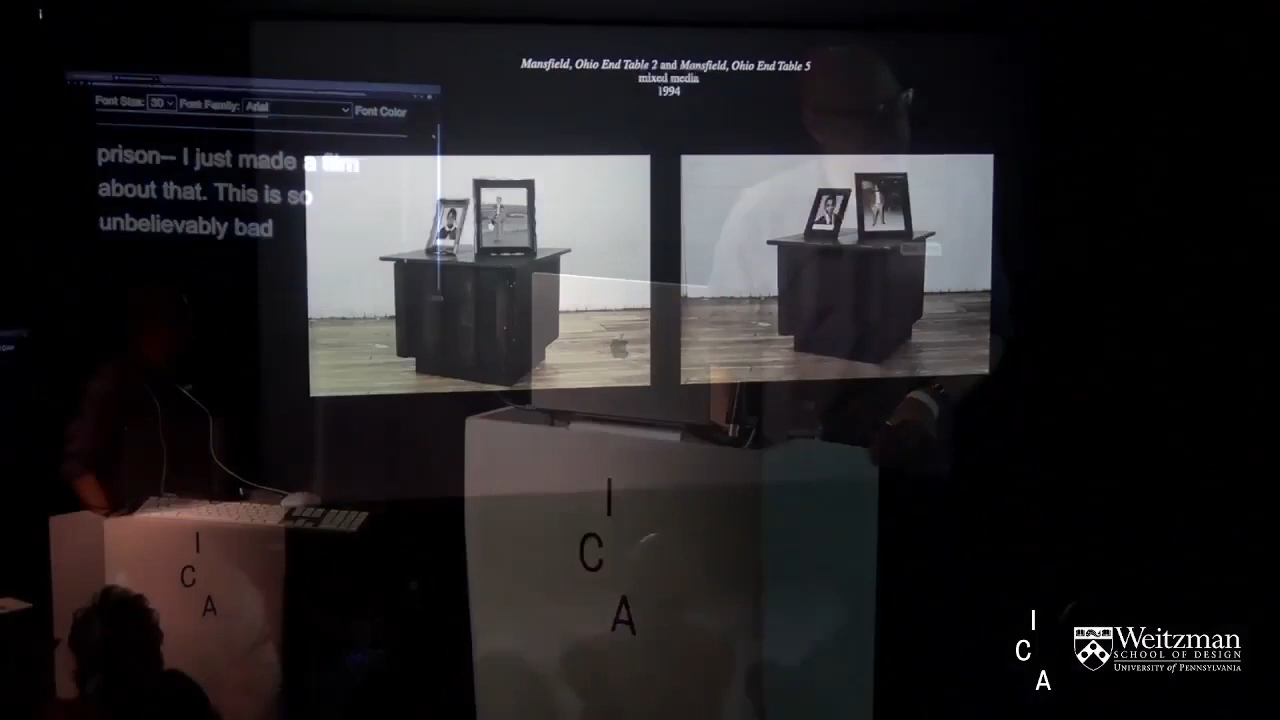 Mansfield, Ohio End Table 2 and Mansfield, Ohio End Table 5
mixed media
1994
Font Size: 30 Font Family: Arial Font Color
prison-- I just made a film
about that. This is so
unbelievably bad
I
C
A
I
C
A
I
C
A
Weitzman
SCHOOL OF DESIGN
UNIVERSITY OF PENNSYLVANIA